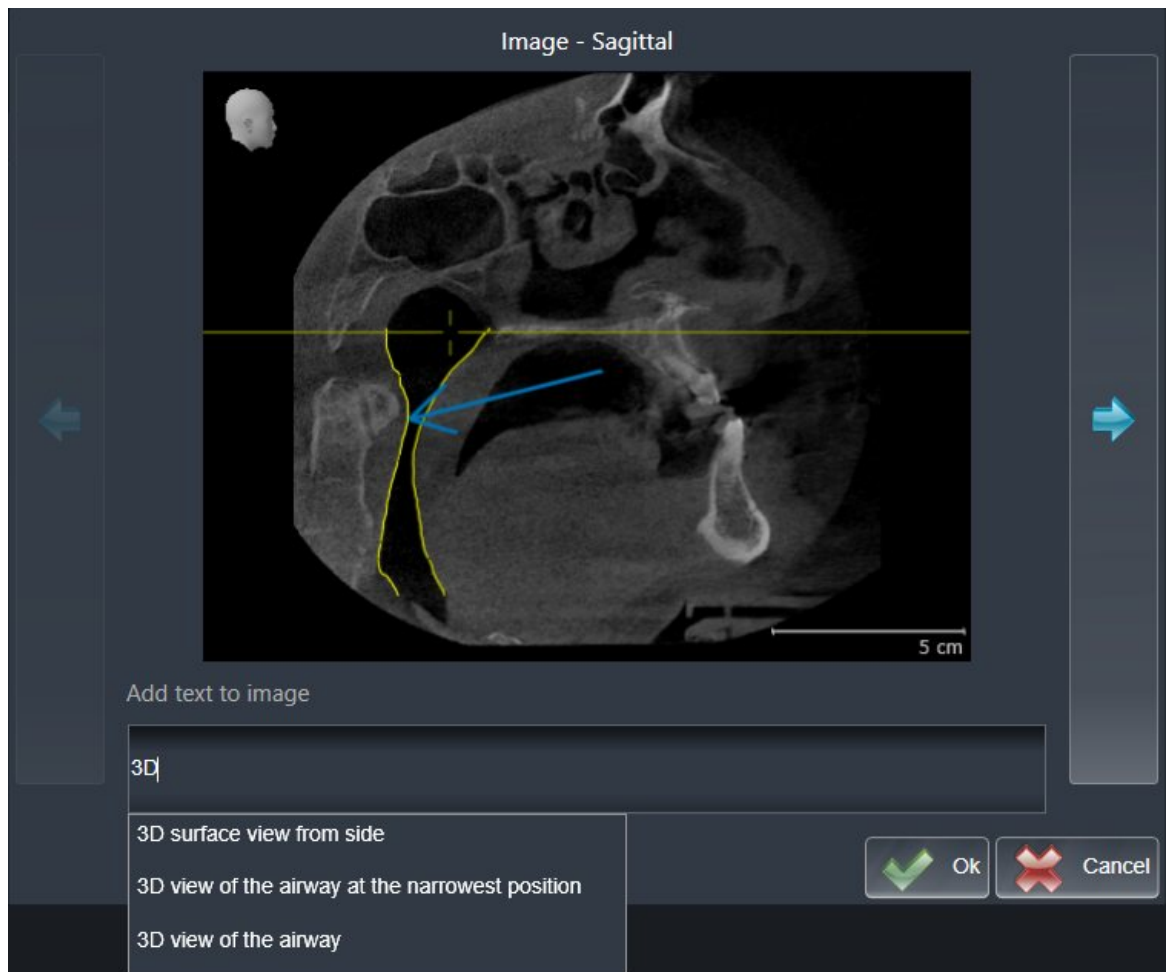 Image - Sagittal
5 cm
Add text to image
3D
3D surface view from side
3D view of the airway at the narrowest position
3D view of the airway
Ok
Cancel